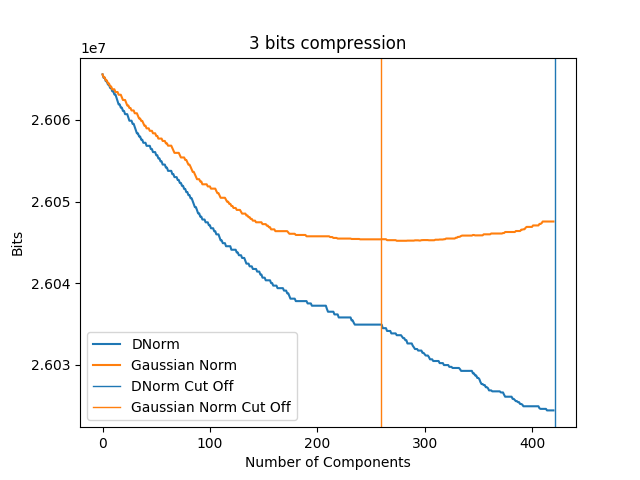 3 bits compression
1e7
2.606
2.605
2.604
2.603
Bits
DNorm
Gaussian Norm
DNorm Cut Off
Gaussian Norm Cut Off
0 100 200 300 400
Number of Components